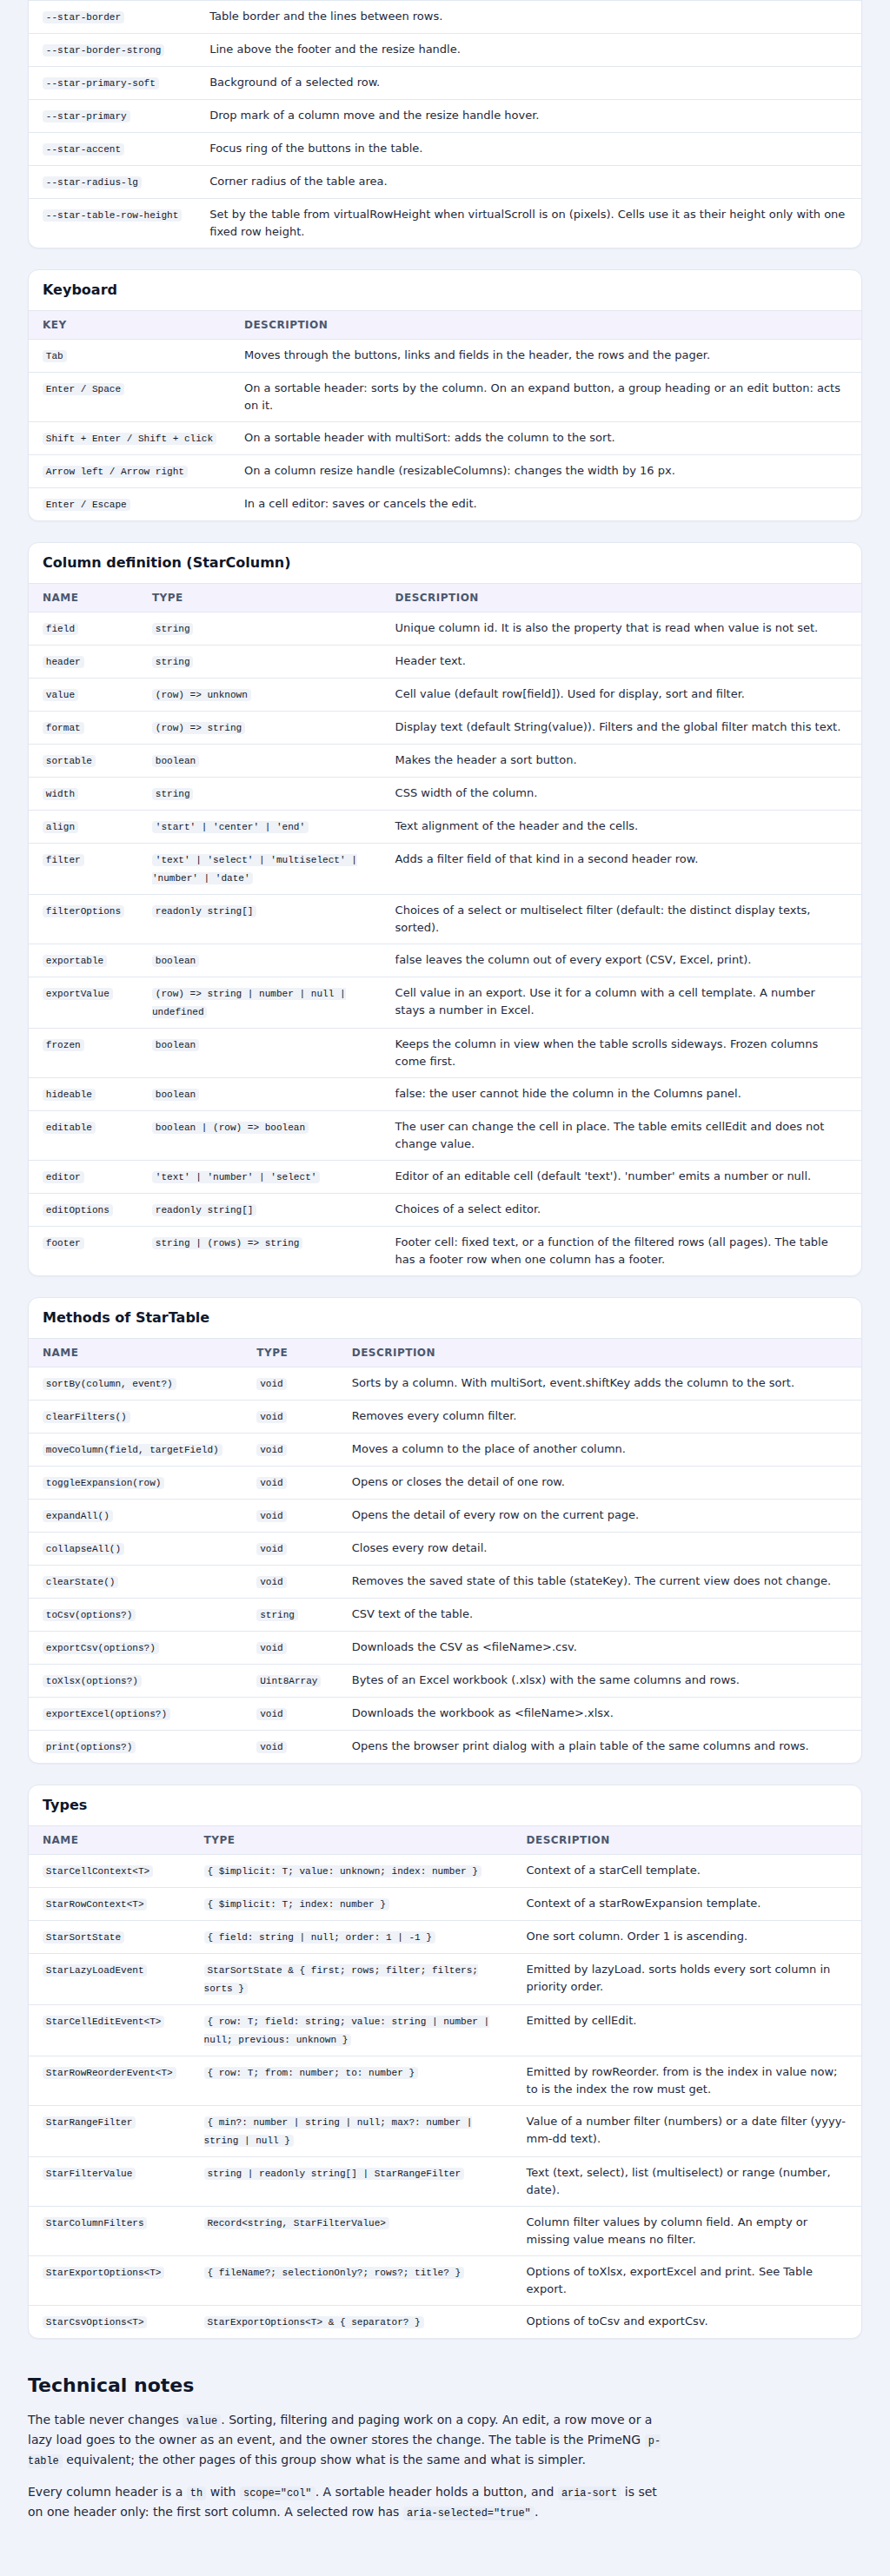 --star-border Table border and the lines between rows.
--star-border-strong Line above the footer and the resize handle.
--star-primary-soft Background of a selected row.
--star-primary Drop mark of a column move and the resize handle hover.
--star-accent Focus ring of the buttons in the table.
--star-radius-lg Corner radius of the table area.
--star-table-row-height Set by the table from virtualRowHeight when virtualScroll is on (pixels). Cells use it as their height only with one
fixed row height.
Keyboard
KEY DESCRIPTION
Tab Moves through the buttons, links and fields in the header, the rows and the pager.
Enter / Space On a sortable header: sorts by the column. On an expand button, a group heading or an edit button: acts
on it.
Shift + Enter / Shift + click On a sortable header with multiSort: adds the column to the sort.
Arrow left / Arrow right On a column resize handle (resizableColumns): changes the width by 16 px.
Enter / Escape In a cell editor: saves or cancels the edit.
Column definition (StarColumn)
NAME TYPE DESCRIPTION
field string Unique column id. It is also the property that is read when value is not set.
header string Header text.
value (row) => unknown Cell value (default row[field]). Used for display, sort and filter.
format (row) => string Display text (default String(value)). Filters and the global filter match this text.
sortable boolean Makes the header a sort button.
width string CSS width of the column.
align 'start' | 'center' | 'end' Text alignment of the header and the cells.
filter 'text' | 'select' | 'multiselect' | Adds a filter field of that kind in a second header row.
'number' | 'date'
filterOptions readonly string[] Choices of a select or multiselect filter (default: the distinct display texts,
sorted).
exportable boolean false leaves the column out of every export (CSV, Excel, print).
exportValue (row) => string | number | null | Cell value in an export. Use it for a column with a cell template. A number
undefined stays a number in Excel.
frozen boolean Keeps the column in view when the table scrolls sideways. Frozen columns
come first.
hideable boolean false: the user cannot hide the column in the Columns panel.
editable boolean | (row) => boolean The user can change the cell in place. The table emits cellEdit and does not
change value.
editor 'text' | 'number' | 'select' Editor of an editable cell (default 'text'). 'number' emits a number or null.
editOptions readonly string[] Choices of a select editor.
footer string | (rows) => string Footer cell: fixed text, or a function of the filtered rows (all pages). The table
has a footer row when one column has a footer.
Methods of StarTable
NAME TYPE DESCRIPTION
sortBy(column, event?) void Sorts by a column. With multiSort, event.shiftKey adds the column to the sort.
clearFilters() void Removes every column filter.
moveColumn(field, targetField) void Moves a column to the place of another column.
toggleExpansion(row) void Opens or closes the detail of one row.
expandAll() void Opens the detail of every row on the current page.
collapseAll() void Closes every row detail.
clearState() void Removes the saved state of this table (stateKey). The current view does not change.
toCsv(options?) string CSV text of the table.
exportCsv(options?) void Downloads the CSV as <fileName>.csv.
toXlsx(options?) Uint8Array Bytes of an Excel workbook (.xlsx) with the same columns and rows.
exportExcel(options?) void Downloads the workbook as <fileName>.xlsx.
print(options?) void Opens the browser print dialog with a plain table of the same columns and rows.
Types
NAME TYPE DESCRIPTION
StarCellContext<T> { $implicit: T; value: unknown; index: number } Context of a starCell template.
StarRowContext<T> { $implicit: T; index: number } Context of a starRowExpansion template.
StarSortState { field: string | null; order: 1 | -1 } One sort column. Order 1 is ascending.
StarLazyLoadEvent StarSortState & { first; rows; filter; filters; Emitted by lazyLoad. sorts holds every sort column in
sorts } priority order.
StarCellEditEvent<T> { row: T; field: string; value: string | number | Emitted by cellEdit.
null; previous: unknown }
StarRowReorderEvent<T> { row: T; from: number; to: number } Emitted by rowReorder. from is the index in value now;
to is the index the row must get.
StarRangeFilter { min?: number | string | null; max?: number | Value of a number filter (numbers) or a date filter (yyyy-
string | null } mm-dd text).
StarFilterValue string | readonly string[] | StarRangeFilter Text (text, select), list (multiselect) or range (number,
date).
StarColumnFilters Record<string, StarFilterValue> Column filter values by column field. An empty or
missing value means no filter.
StarExportOptions<T> { fileName?; selectionOnly?; rows?; title? } Options of toXlsx, exportExcel and print. See Table
export.
StarCsvOptions<T> StarExportOptions<T> & { separator? } Options of toCsv and exportCsv.
Technical notes
The table never changes value. Sorting, filtering and paging work on a copy. An edit, a row move or a
lazy load goes to the owner as an event, and the owner stores the change. The table is the PrimeNG p-
table equivalent; the other pages of this group show what is the same and what is simpler.
Every column header is a th with scope="col". A sortable header holds a button, and aria-sort is set
on one header only: the first sort column. A selected row has aria-selected="true".